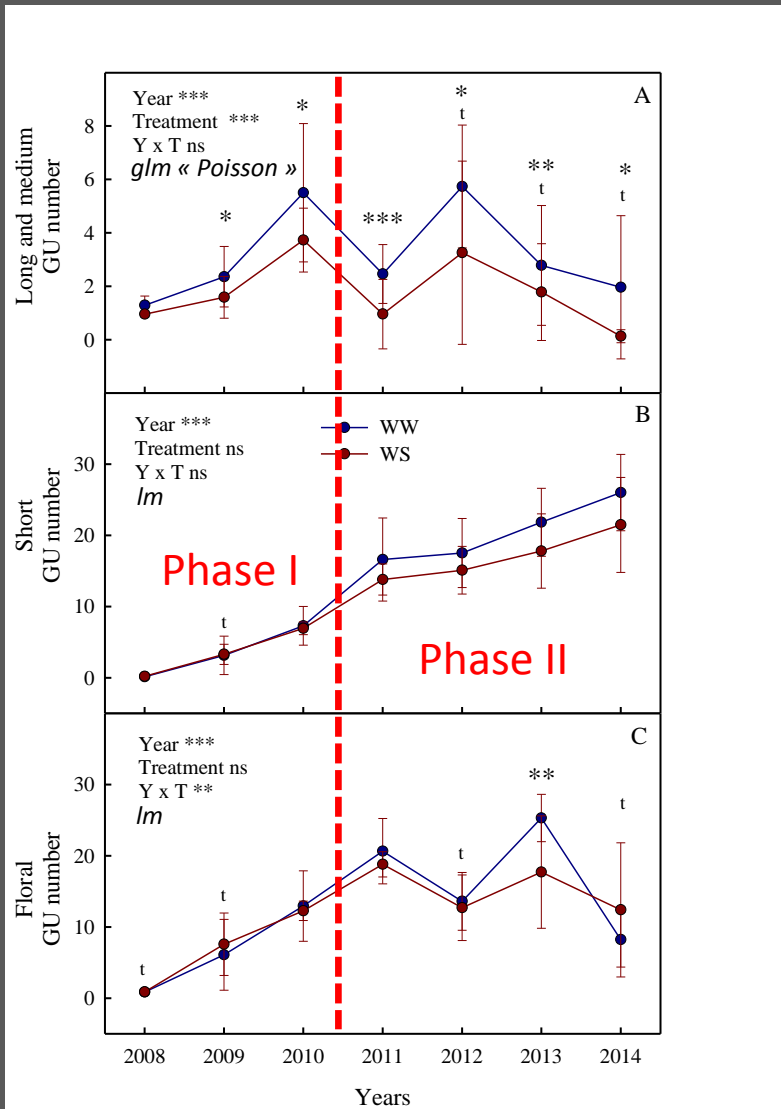 A
Year ***
Treatment ***
Y x T ns
glm « Poisson »
*
*
***
*
t
**
t
*
t
Long and medium
GU number
8
6
4
2
0
B
Year ***
Treatment ns
Y x T ns
lm
WW
WS
t
Phase I
Phase II
Short
GU number
30
20
10
0
C
Year ***
Treatment ns
Y x T **
lm
t
t
t
**
t
Floral
GU number
30
20
10
0
2008 2009 2010 2011 2012 2013 2014
Years